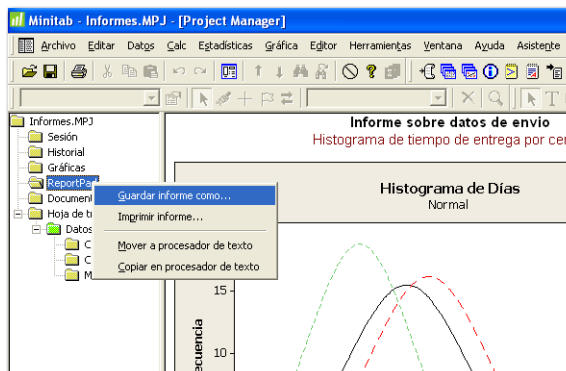 Minitab - Informes.MPJ - [Project Manager]
Archivo Editar Datos Calc Estadísticas Gráfica Editor Herramientas Ventana Ayuda Asistente
Informes.MPJ
Sesión
Historial
Gráficas
ReportPad
Hoja de
Datos
C
C
M
Guardar informe como...
Imprimir informe...
Mover a procesador de texto
Copiar en procesador de texto
Informe sobre datos de envío
Histograma de tiempo de entrega por
Histograma de Días
Normal
15
10